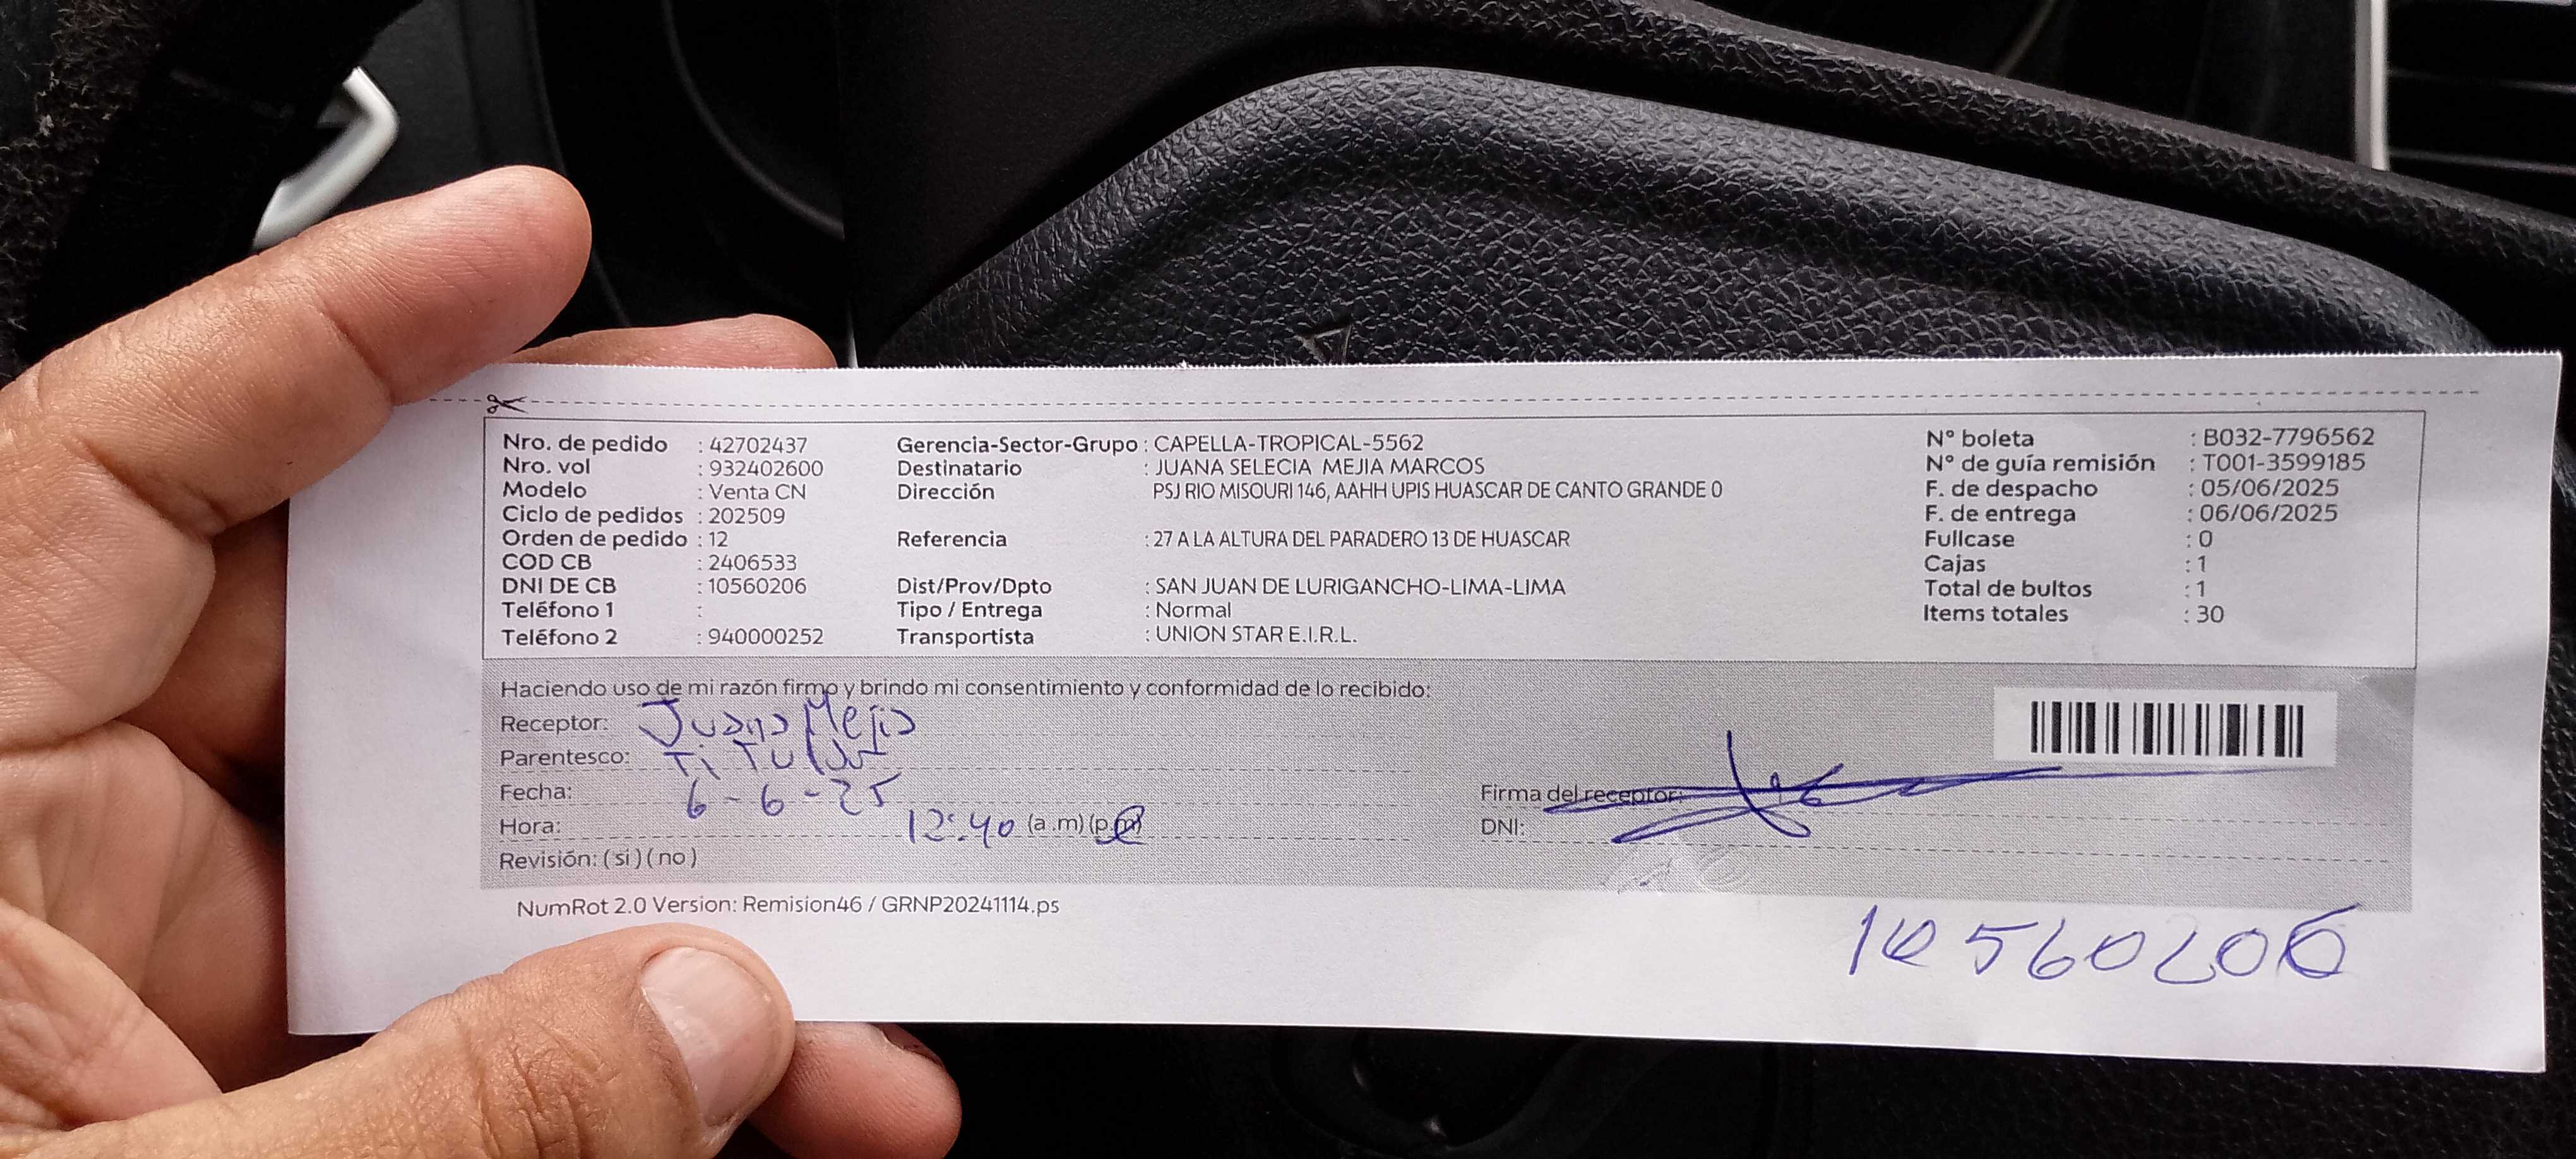 Nro. de pedido : 42702437
Nro. vol : 932402600
Modelo : Venta CN
Ciclo de pedidos : 202509
Orden de pedido : 12
COD CB : 2406533
DNI DE CB : 10560206
Teléfono 1 :
Teléfono 2 : 940000252
Gerencia-Sector-Grupo : CAPELLA-TROPICAL-5562
Destinatario : JUANA SELECIA MEJIA MARCOS
Dirección PSJ RIO MISOURI 146, AAHH UPIS HUASCAR DE CANTO GRANDE 0
Referencia : 27 A LA ALTURA DEL PARADERO 13 DE HUASCAR
Dist/Prov/Dpto : SAN JUAN DE LURIGANCHO-LIMA-LIMA
Tipo / Entrega : Normal
Transportista : UNION STAR E.I.R.L.
N° boleta : B032-7796562
N° de guía remisión : T001-3599185
F. de despacho : 05/06/2025
F. de entrega : 06/06/2025
Fullcase : 0
Cajas : 1
Total de bultos : 1
Items totales : 30
Haciendo uso de mi razón firmo y brindo mi consentimiento y conformidad de lo recibido:
Receptor: Juana Mejia
Parentesco: Titular
Fecha: 6-6-25
Hora: 12:40 (a.m) (p.m)
Revisión: (si) (no)
Firma del receptor:
DNI:
10560206
NumRot 2.0 Version: Remision46 / GRNP20241114.ps